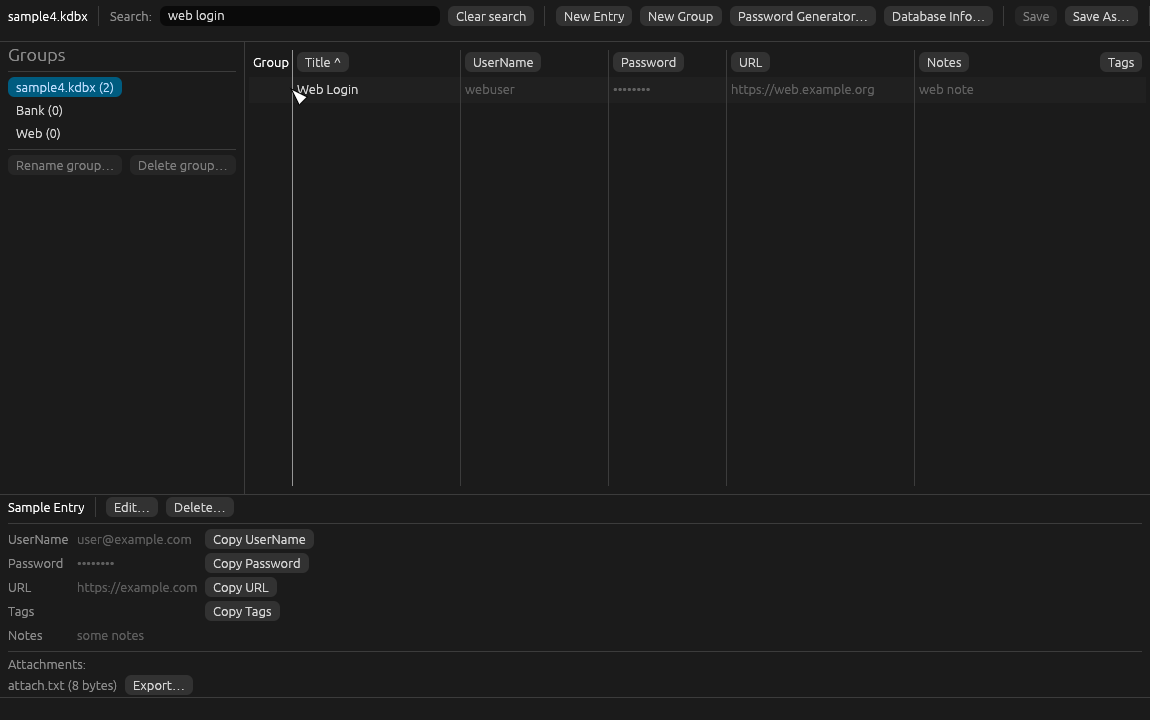 sample4.kdbx Search: web login Clear search New Entry New Group Password Generator... Database Info... Save Save As...
Groups
sample4.kdbx (2)
Bank (0)
Web (0)
Rename group... Delete group...
Group Title ^ UserName Password URL Notes Tags
Web Login webuser •••••••• https://web.example.org web note
Sample Entry Edit... Delete...
UserName user@example.com Copy UserName
Password •••••••• Copy Password
URL https://example.com Copy URL
Tags Copy Tags
Notes some notes
Attachments:
attach.txt (8 bytes) Export...